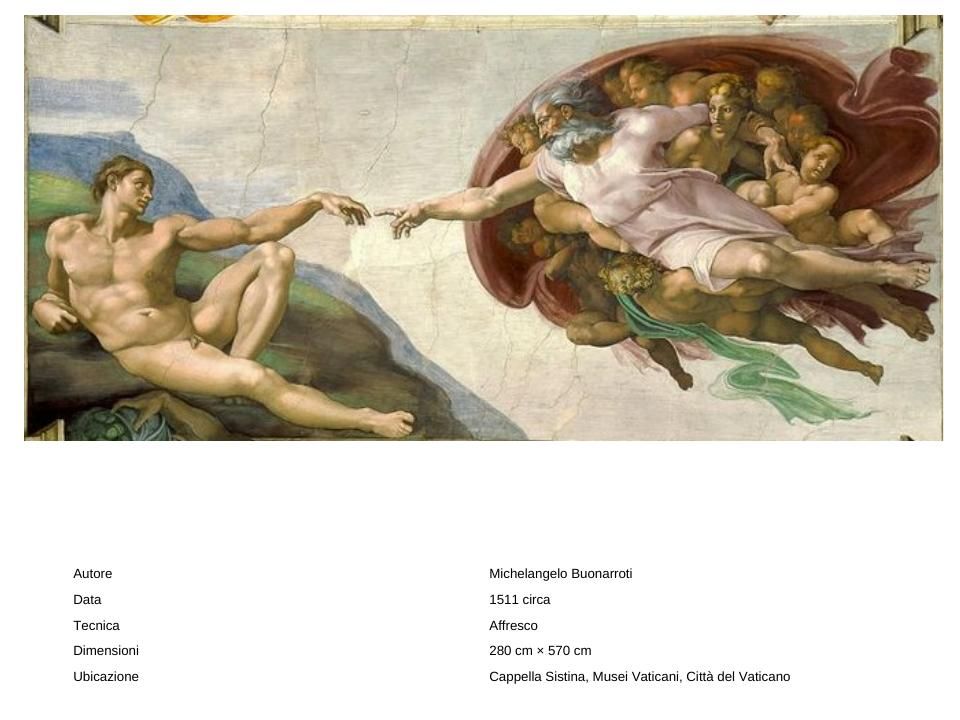 Autore Michelangelo Buonarroti
Data 1511 circa
Tecnica Affresco
Dimensioni 280 cm × 570 cm
Ubicazione Cappella Sistina, Musei Vaticani, Città del Vaticano